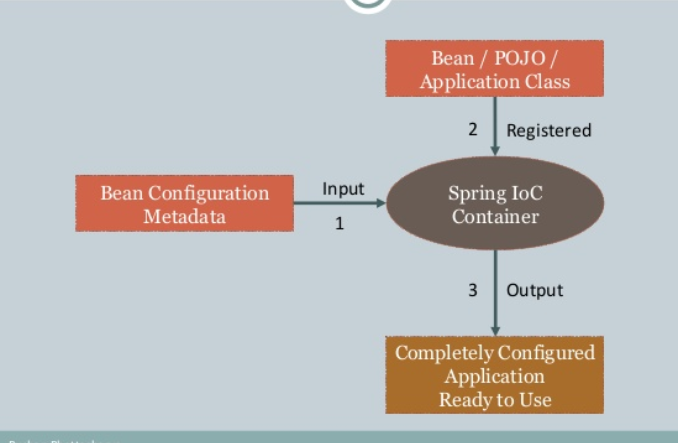 Bean / POJO /
Application Class
2 Registered
Bean Configuration
Metadata
Input
1
Spring IoC
Container
3 Output
Completely Configured
Application
Ready to Use